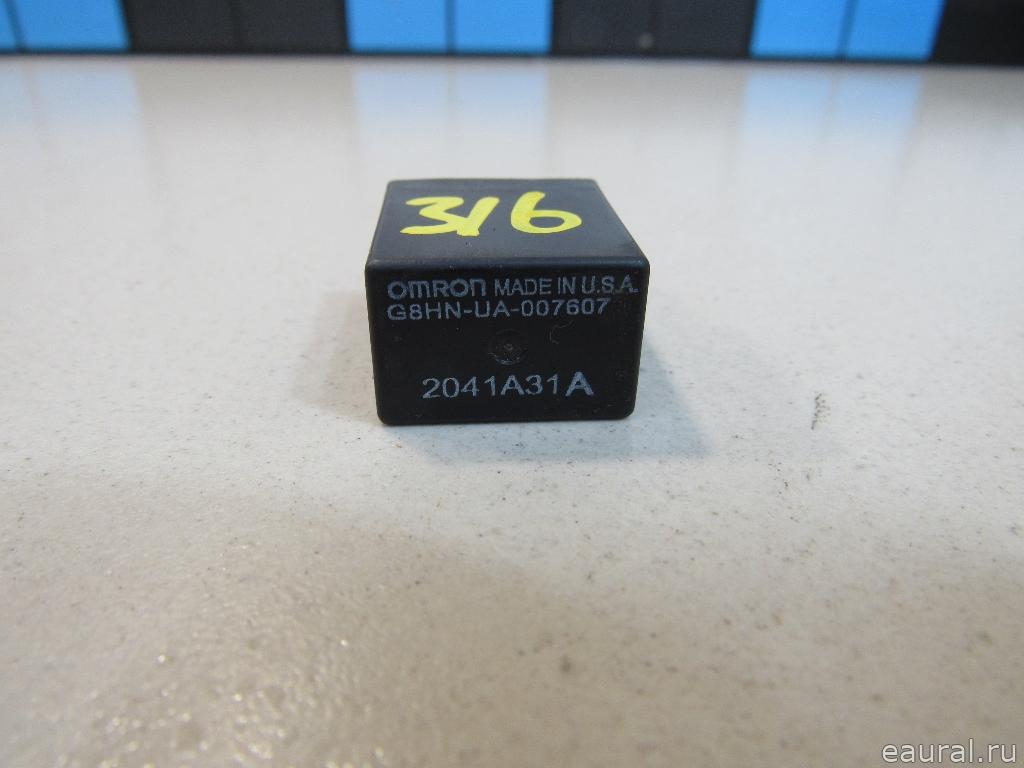 316
OMRON MADE IN U.S.A.
G8HN-UA-007607
2041A31A
eaural.ru